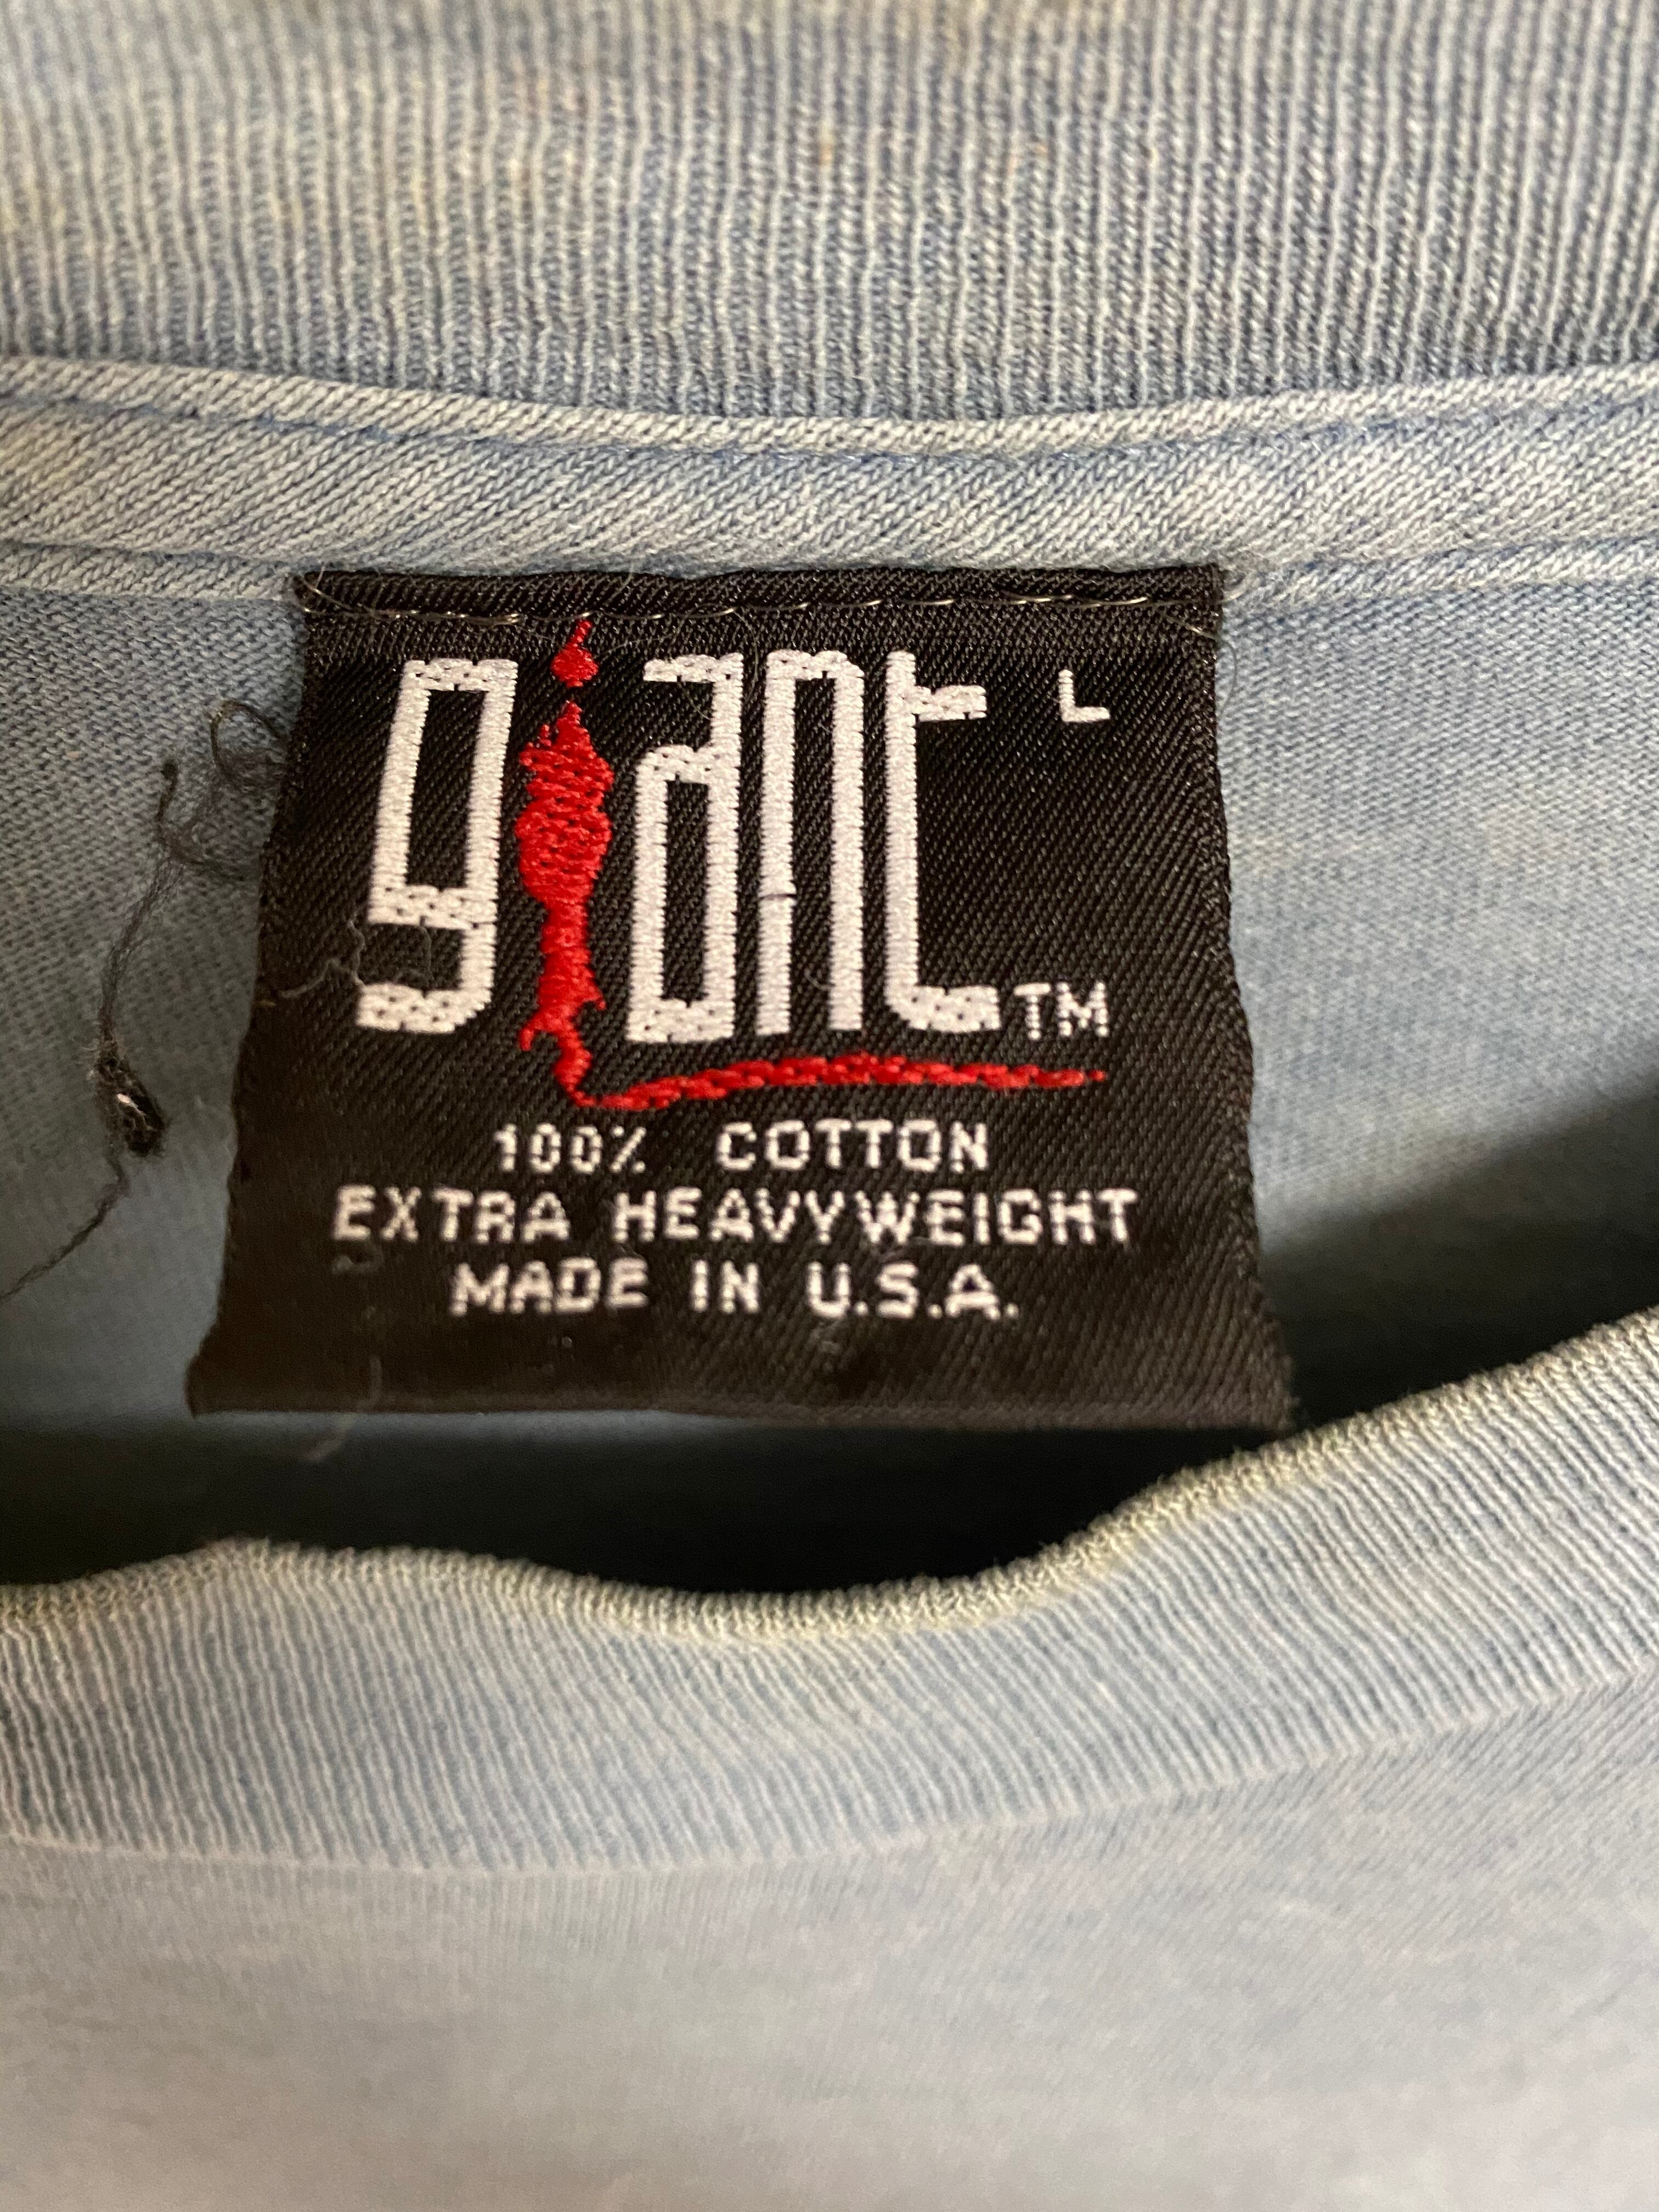 giant L
TM
100% COTTON
EXTRA HEAVYWEIGHT
MADE IN U.S.A.